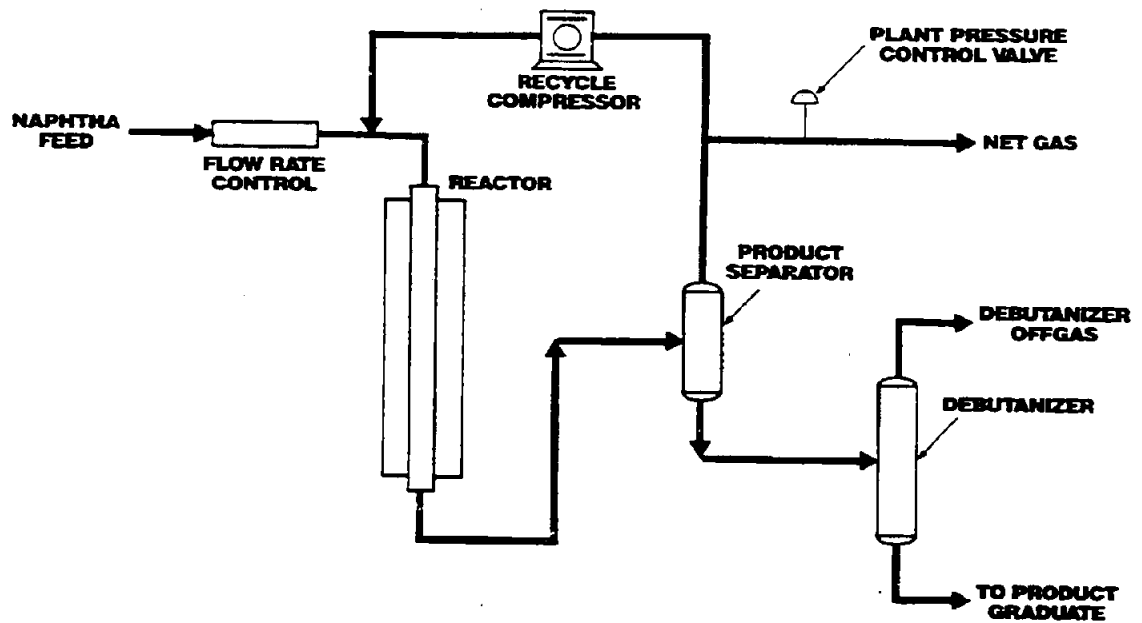 PLANT PRESSURE
CONTROL VALVE
RECYCLE
COMPRESSOR
NAPHTHA
FEED
FLOW RATE
CONTROL
NET GAS
REACTOR
PRODUCT
SEPARATOR
DEBUTANIZER
OFFGAS
DEBUTANIZER
TO PRODUCT
GRADUATE